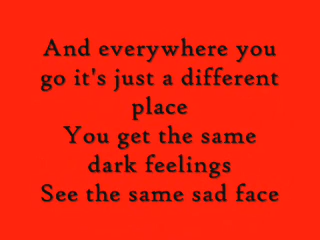 And everywhere you
go it's just a different
place
You get the same
dark feelings
See the same sad face